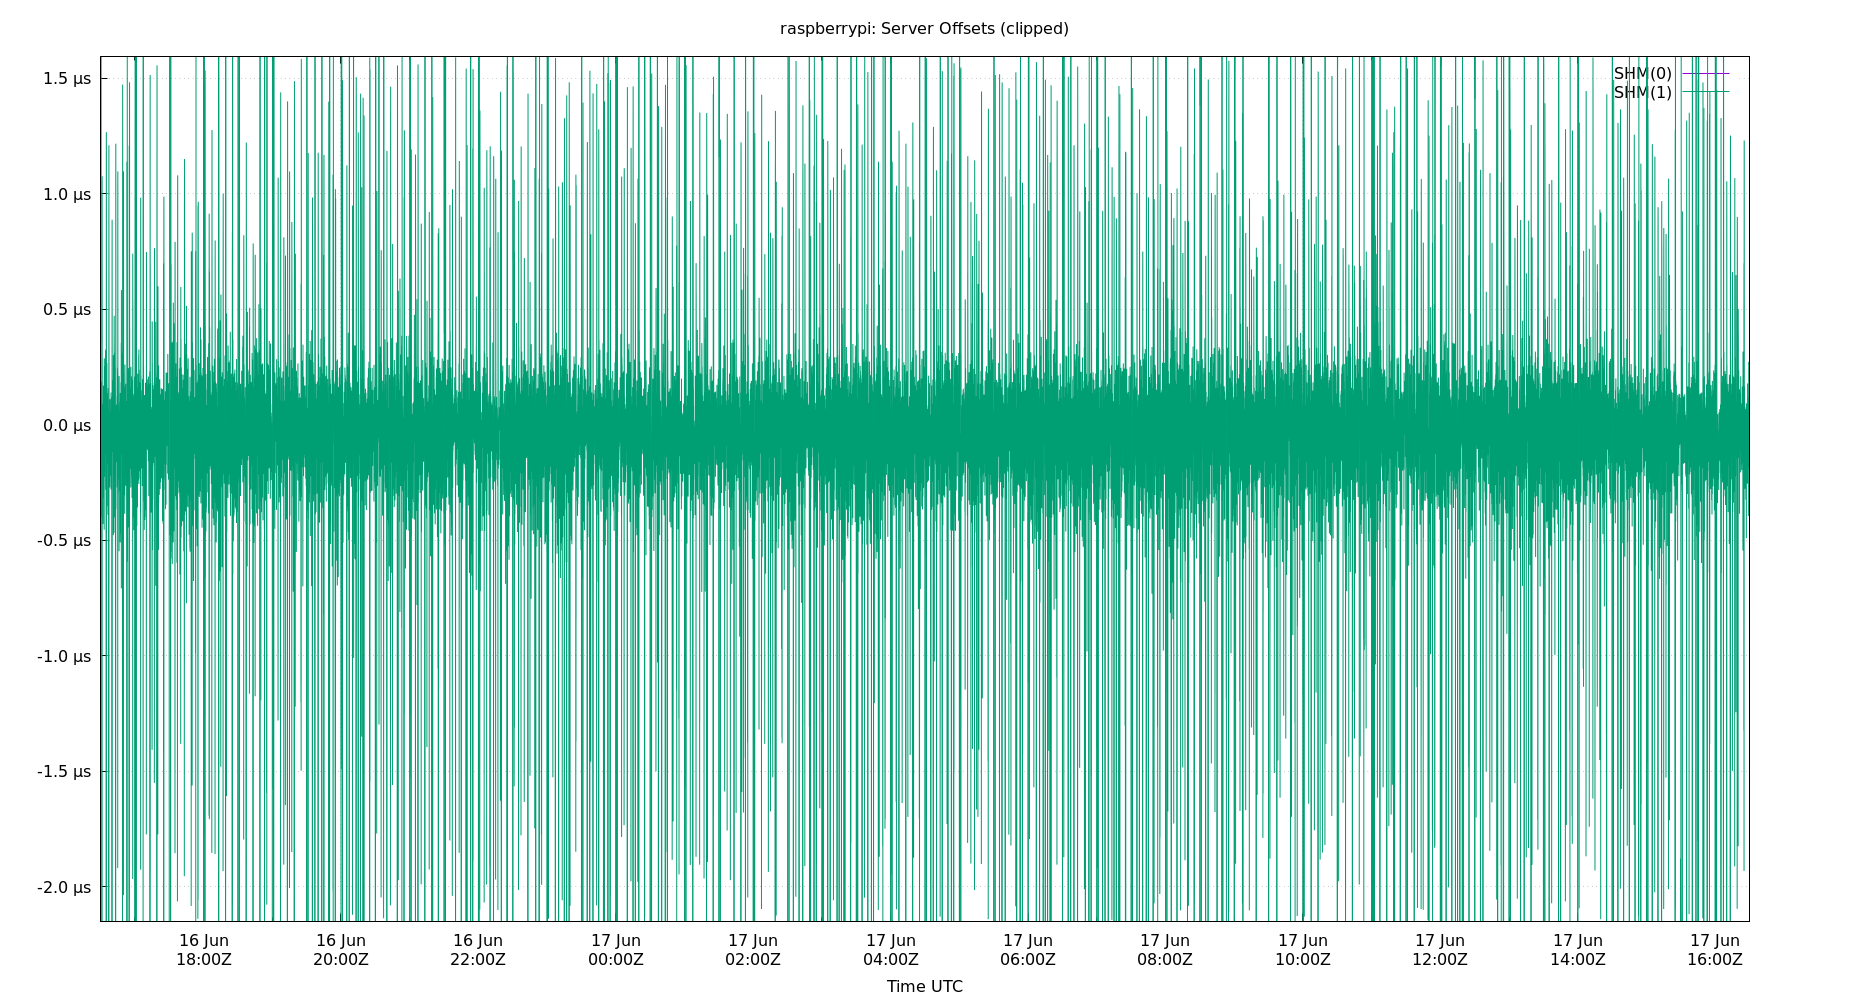 raspberrypi: Server Offsets (clipped)
1.5 µs
1.0 µs
0.5 µs
0.0 µs
-0.5 µs
-1.0 µs
-1.5 µs
-2.0 µs
SHM(0)
SHM(1)
16 Jun 16 Jun 16 Jun 17 Jun 17 Jun 17 Jun 17 Jun 17 Jun 17 Jun 17 Jun 17 Jun 17 Jun
18:00Z 20:00Z 22:00Z 00:00Z 02:00Z 04:00Z 06:00Z 08:00Z 10:00Z 12:00Z 14:00Z 16:00Z
Time UTC